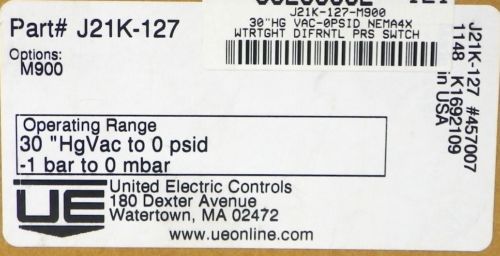 Part# J21K-127
Options:
M900
J21K-127-M900
30"HG VAC-0PSID NEMA4X
WTRTGHT DIFRNTL PRS SWTCH
J21K-127 #457007
1148 K1692109
in USA
Operating Range
30 "HgVac to 0 psid
-1 bar to 0 mbar
UE
United Electric Controls
180 Dexter Avenue
Watertown, MA 02472
www.ueonline.com